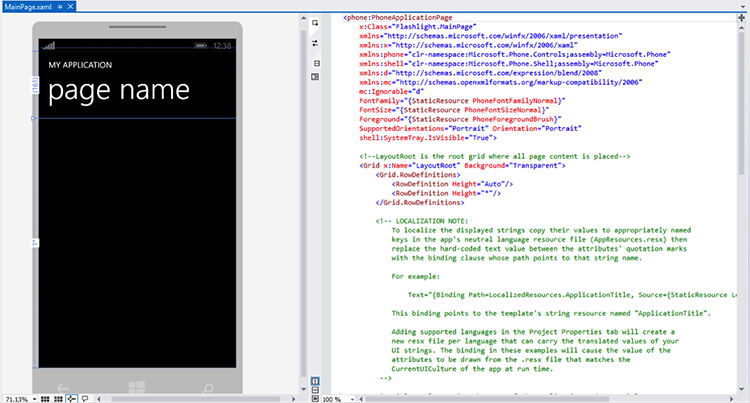 MainPage.xaml
12:38
MY APPLICATION
page name
(161)
1*
71.13%
<phone:PhoneApplicationPage
x:Class="Flashlight.MainPage"
xmlns="http://schemas.microsoft.com/winfx/2006/xaml/presentation"
xmlns:x="http://schemas.microsoft.com/winfx/2006/xaml"
xmlns:phone="clr-namespace:Microsoft.Phone.Controls;assembly=Microsoft.Phone"
xmlns:shell="clr-namespace:Microsoft.Phone.Shell;assembly=Microsoft.Phone"
xmlns:d="http://schemas.microsoft.com/expression/blend/2008"
xmlns:mc="http://schemas.openxmlformats.org/markup-compatibility/2006"
mc:Ignorable="d"
FontFamily="{StaticResource PhoneFontFamilyNormal}"
FontSize="{StaticResource PhoneFontSizeNormal}"
Foreground="{StaticResource PhoneForegroundBrush}"
SupportedOrientations="Portrait" Orientation="Portrait"
shell:SystemTray.IsVisible="True">
<!--LayoutRoot is the root grid where all page content is placed-->
<Grid x:Name="LayoutRoot" Background="Transparent">
<Grid.RowDefinitions>
<RowDefinition Height="Auto"/>
<RowDefinition Height="*"/>
</Grid.RowDefinitions>
<!-- LOCALIZATION NOTE:
To localize the displayed strings copy their values to appropriately named
keys in the app's neutral language resource file (AppResources.resx) then
replace the hard-coded text value between the attributes' quotation marks
with the binding clause whose path points to that string name.
For example:
Text="{Binding Path=LocalizedResources.ApplicationTitle, Source={StaticResource Lo
This binding points to the template's string resource named "ApplicationTitle".
Adding supported languages in the Project Properties tab will create a
new resx file per language that can carry the translated values of your
UI strings. The binding in these examples will cause the value of the
attributes to be drawn from the .resx file that matches the
CurrentUICulture of the app at run time.
-->
100 %